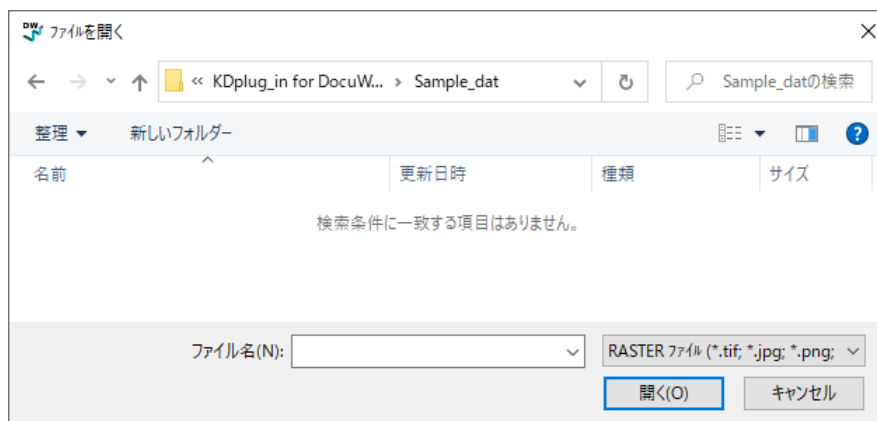 DW ファイルを開く
« KDplug_in for DocuW... › Sample_dat
Sample_datの検索
整理
新しいフォルダー
?
名前
更新日時
種類
サイズ
検索条件に一致する項目はありません。
ファイル名(N):
RASTER ファイル (*.tif; *.jpg; *.png;
開く(O)
キャンセル